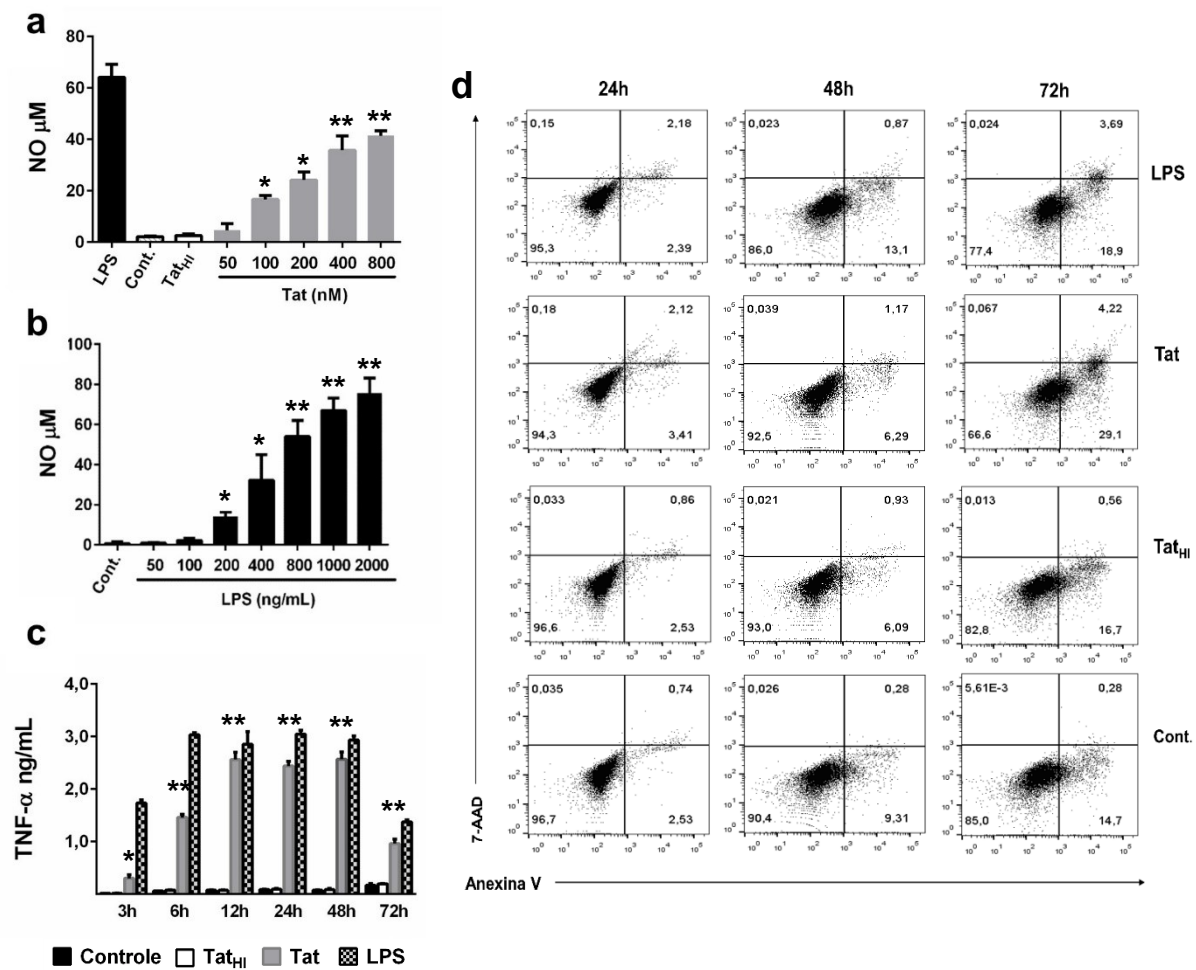 a
NO µM
80
60
40
20
0
LPS
Cont.
TatHI
50 100 200 400 800
Tat (nM)
* * ** **
b
NO µM
100
80
60
40
20
0
Cont.
50 100 200 400 800 1000 2000
LPS (ng/mL)
* * ** ** **
c
TNF-α ng/mL
4,0
3,0
2,0
1,0
* ** ** ** ** **
3h 6h 12h 24h 48h 72h
Controle TatHI Tat LPS
d
24h 48h 72h
0,15 2,18 0,023 0,87 0,024 3,69
LPS
95,3 2,39 86,0 13,1 77,4 18,9
0,18 2,12 0,039 1,17 0,067 4,22
Tat
94,3 3,41 92,5 6,29 66,6 29,1
0,033 0,86 0,021 0,93 0,013 0,56
TatHI
96,6 2,53 93,0 6,09 82,8 16,7
0,035 0,74 0,026 0,28 5,61E-3 0,28
Cont.
96,7 2,53 90,4 9,31 85,0 14,7
10⁰ 10¹ 10² 10³ 10⁴ 10⁵
7-AAD
Anexina V